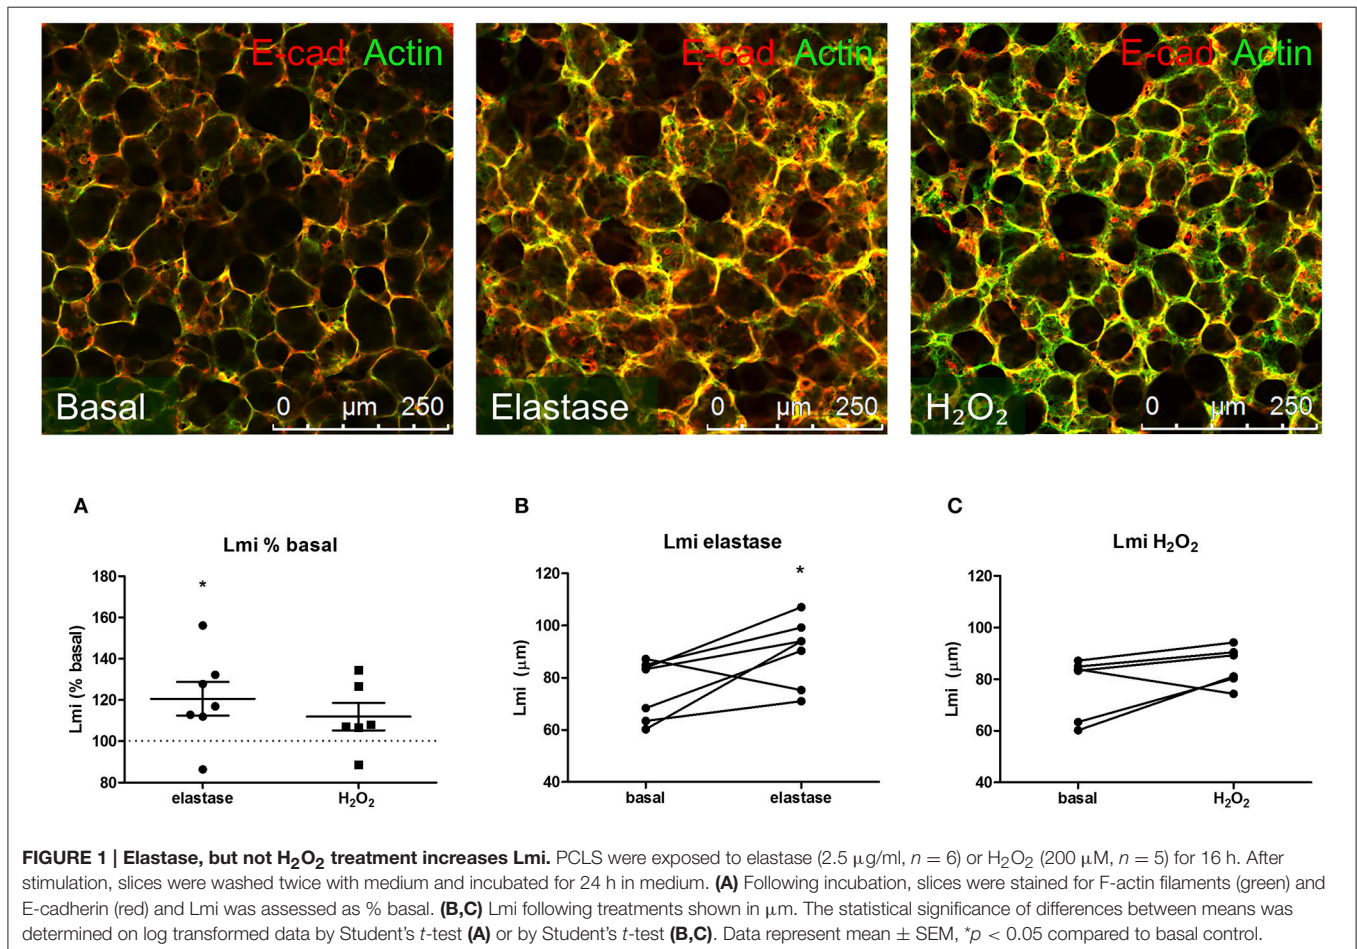 E-cad Actin
Basal
0 µm 250
E-cad Actin
Elastase
0 µm 250
E-cad Actin
H₂O₂
0 µm 250
A
Lmi % basal
Lmi (% basal)
180
160
140
120
100
80
*
elastase H₂O₂
B
Lmi elastase
Lmi (µm)
120
100
80
60
40
*
basal elastase
C
Lmi H₂O₂
Lmi (µm)
120
100
80
60
40
basal H₂O₂
FIGURE 1 | Elastase, but not H₂O₂ treatment increases Lmi. PCLS were exposed to elastase (2.5 µg/ml, n = 6) or H₂O₂ (200 µM, n = 5) for 16 h. After
stimulation, slices were washed twice with medium and incubated for 24 h in medium. (A) Following incubation, slices were stained for F-actin filaments (green) and
E-cadherin (red) and Lmi was assessed as % basal. (B,C) Lmi following treatments shown in µm. The statistical significance of differences between means was
determined on log transformed data by Student's t-test (A) or by Student's t-test (B,C). Data represent mean ± SEM, *p < 0.05 compared to basal control.